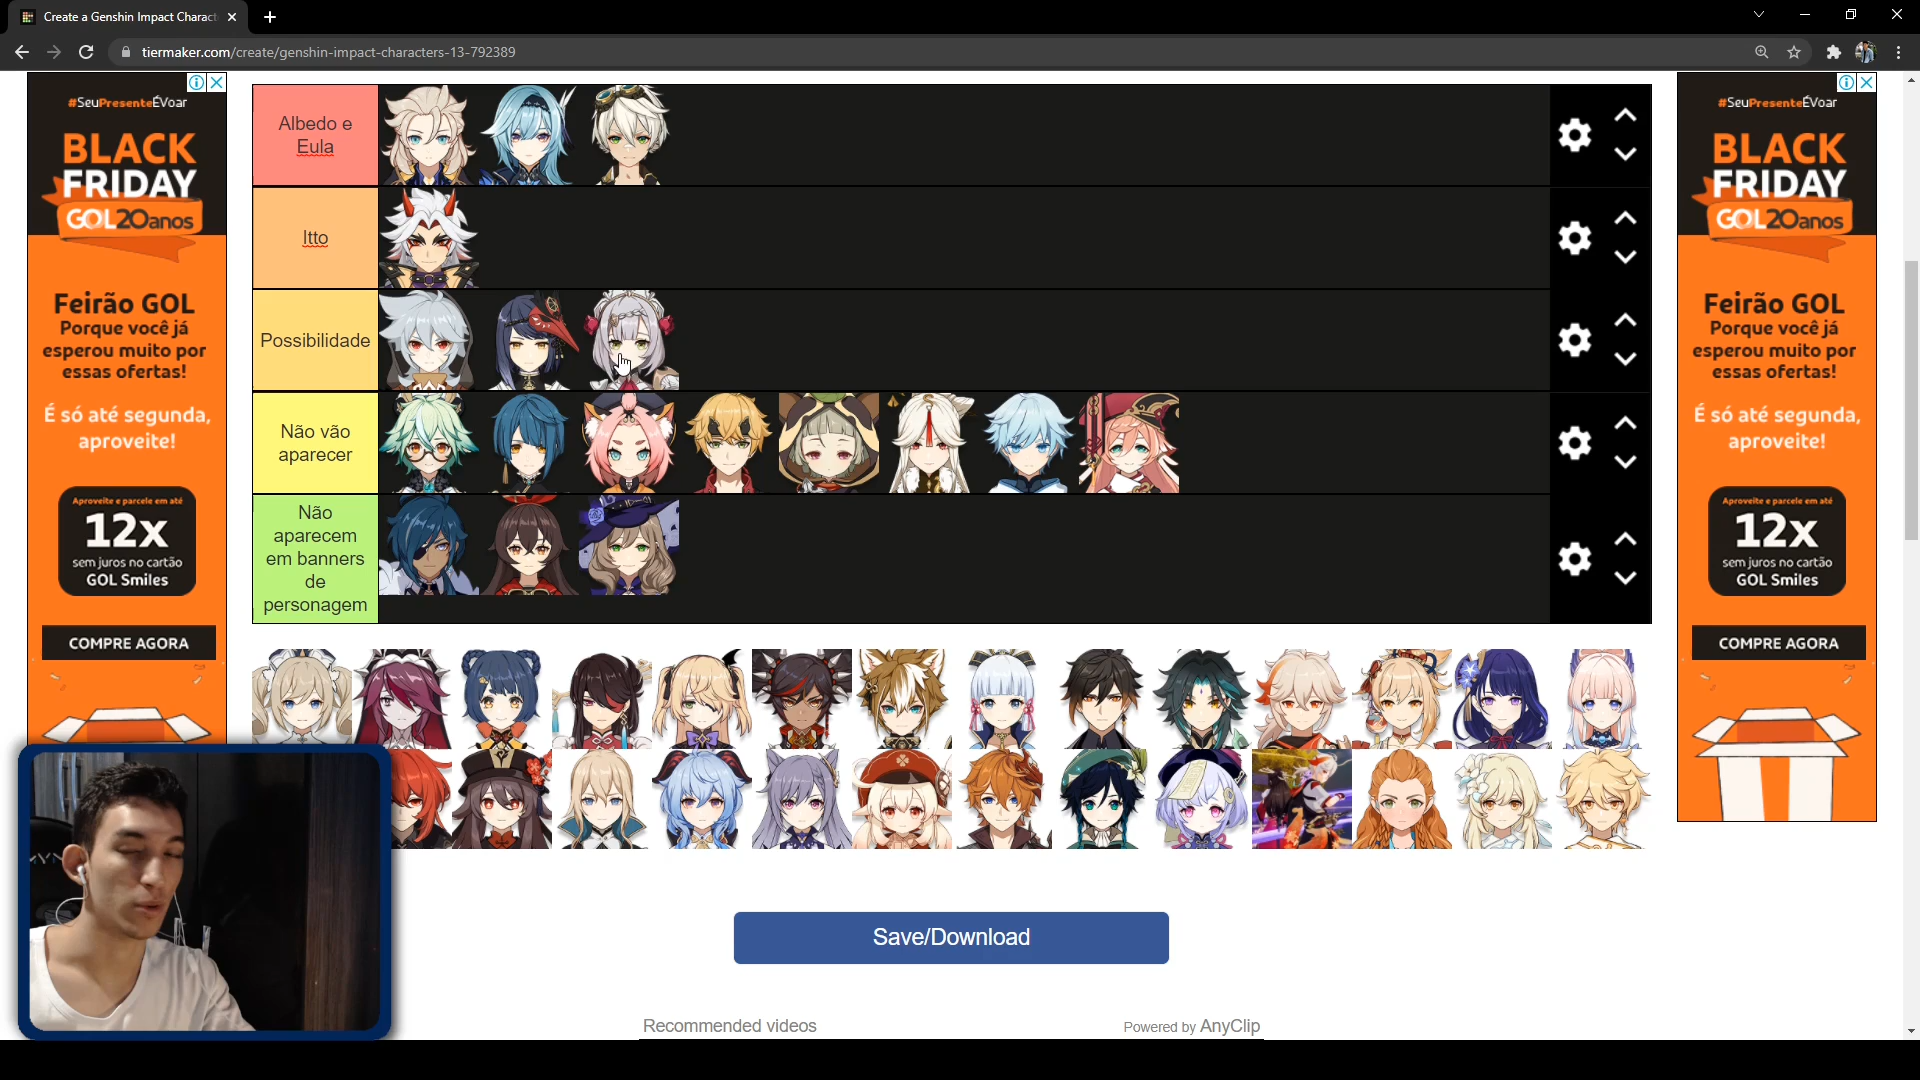 Create a Genshin Impact Charact
tiermaker.com/create/genshin-impact-characters-13-792389
#SeuPresenteÉVoar
BLACK
FRIDAY
GOL20anos
Feirão GOL
Porque você já
esperou muito por
essas ofertas!
É só até segunda,
aproveite!
Aproveite e parcele em até
12x
sem juros no cartão
GOL Smiles
COMPRE AGORA
Albedo e
Eula
Itto
Possibilidade
Não vão
aparecer
Não
aparecem
em banners
de
personagem
#SeuPresenteÉVoar
BLACK
FRIDAY
GOL20anos
Feirão GOL
Porque você já
esperou muito por
essas ofertas!
É só até segunda,
aproveite!
Aproveite e parcele em até
12x
sem juros no cartão
GOL Smiles
COMPRE AGORA
Save/Download
Recommended videos
Powered by AnyClip